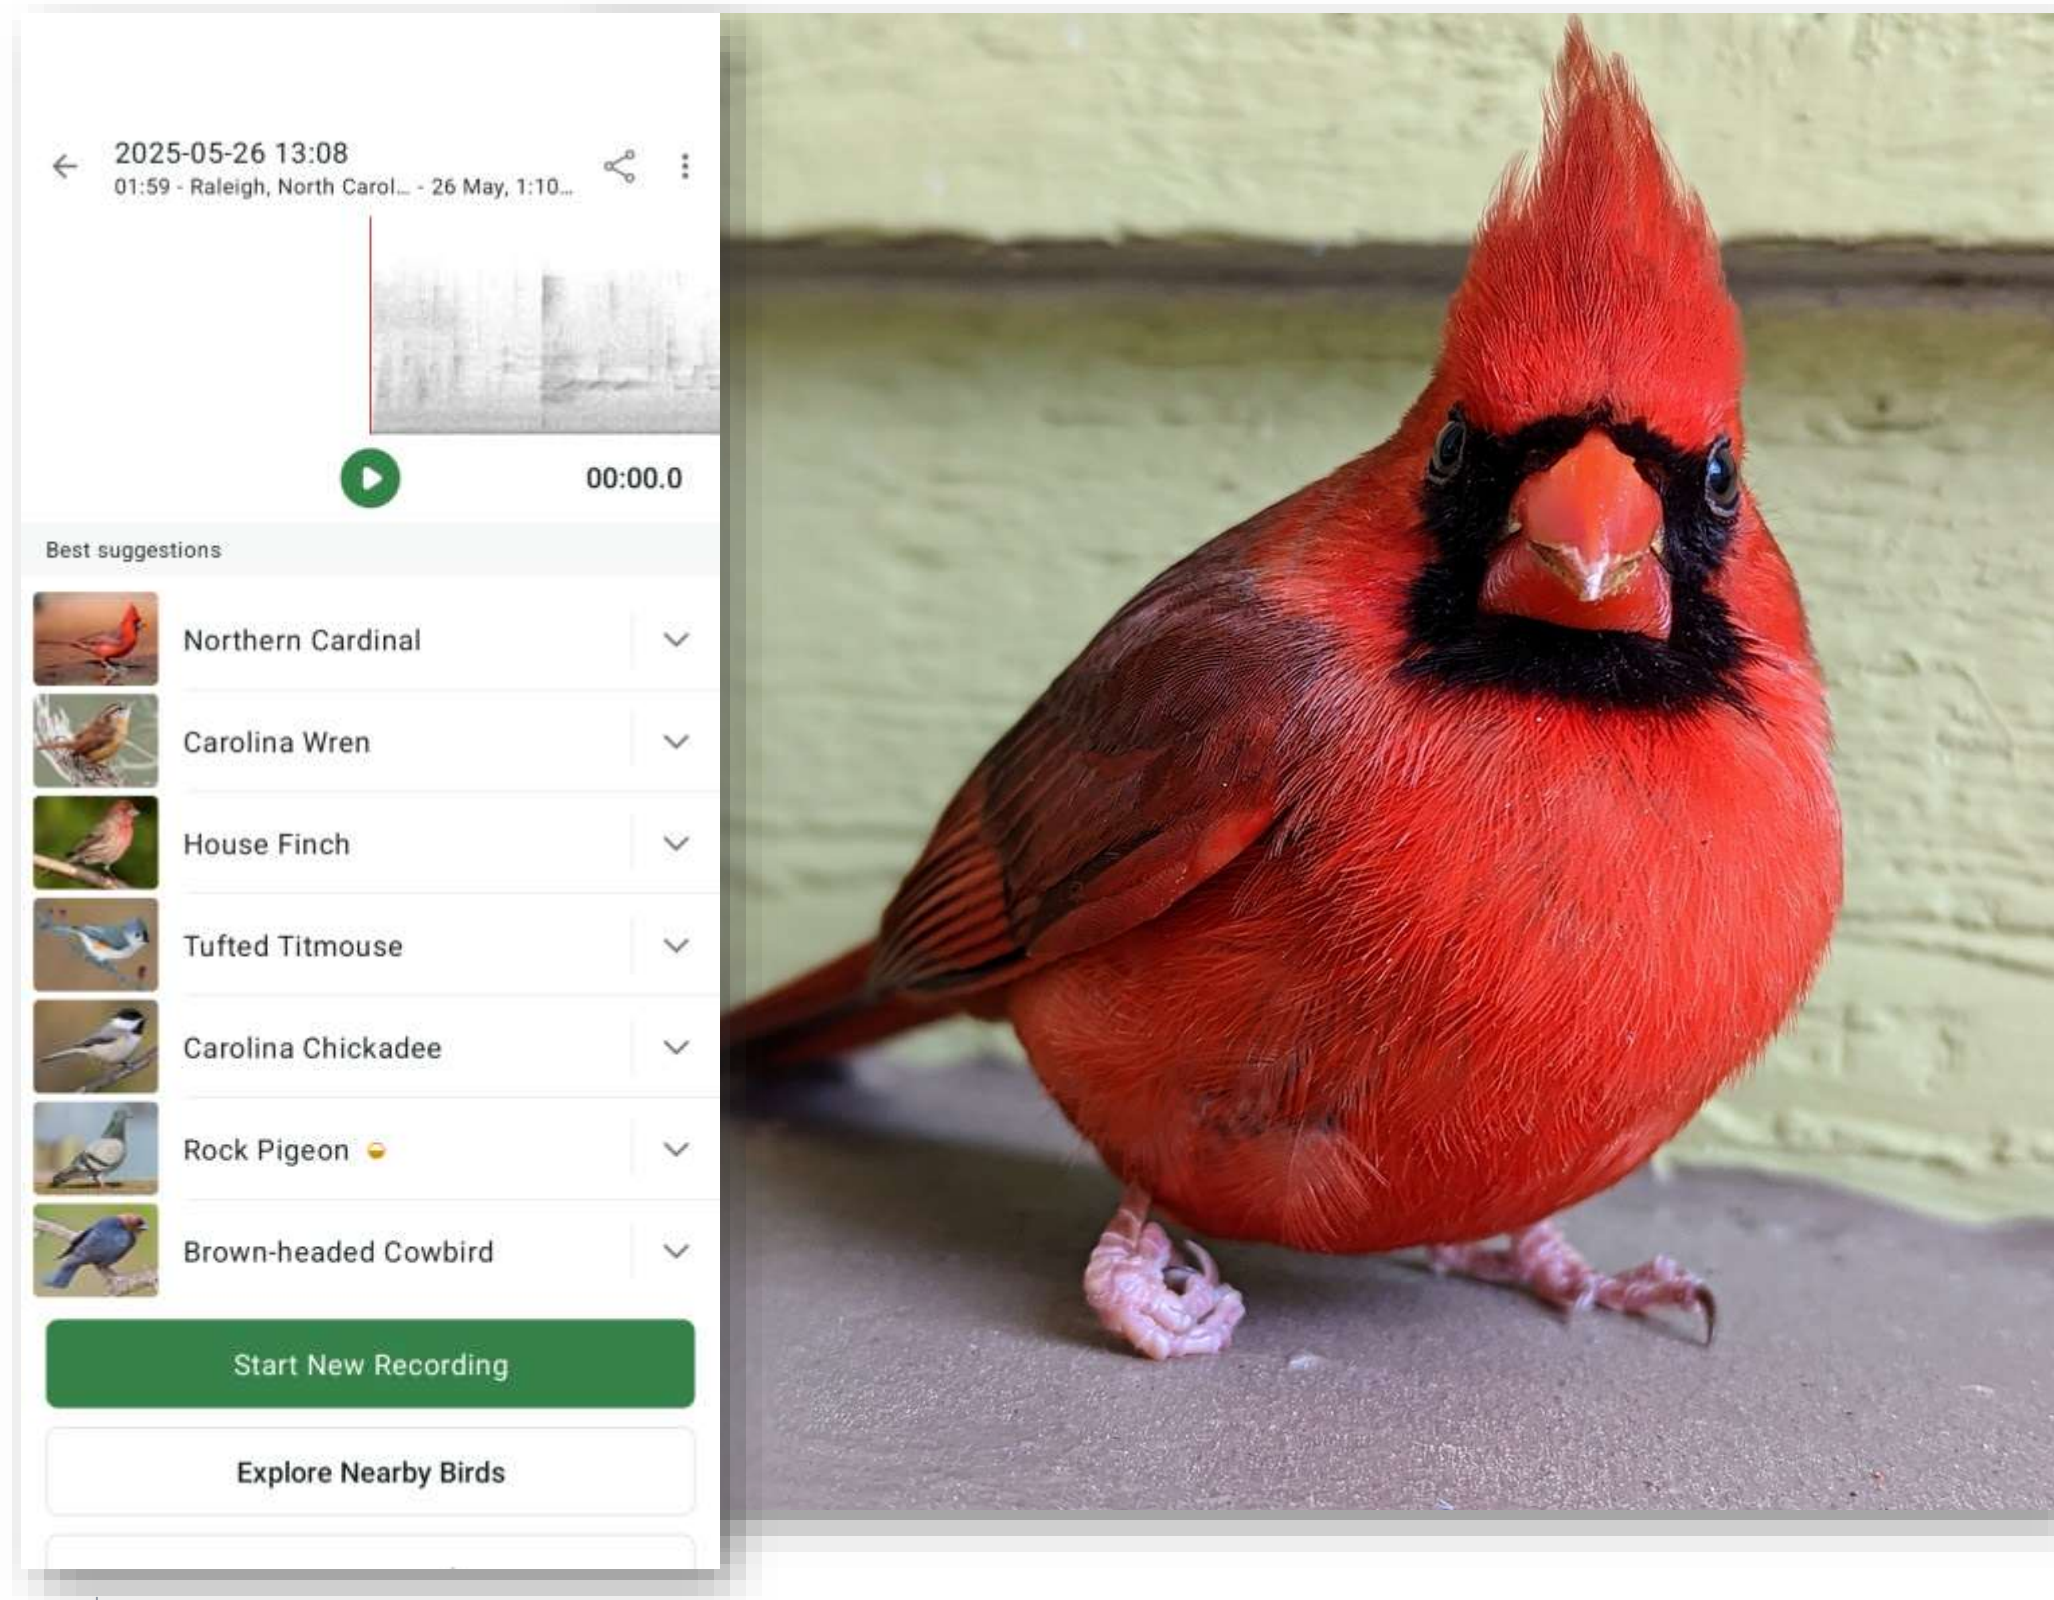 2025-05-26 13:08
01:59 - Raleigh, North Carol... - 26 May, 1:10...
00:00.0
Best suggestions
Northern Cardinal
Carolina Wren
House Finch
Tufted Titmouse
Carolina Chickadee
Rock Pigeon
Brown-headed Cowbird
Start New Recording
Explore Nearby Birds